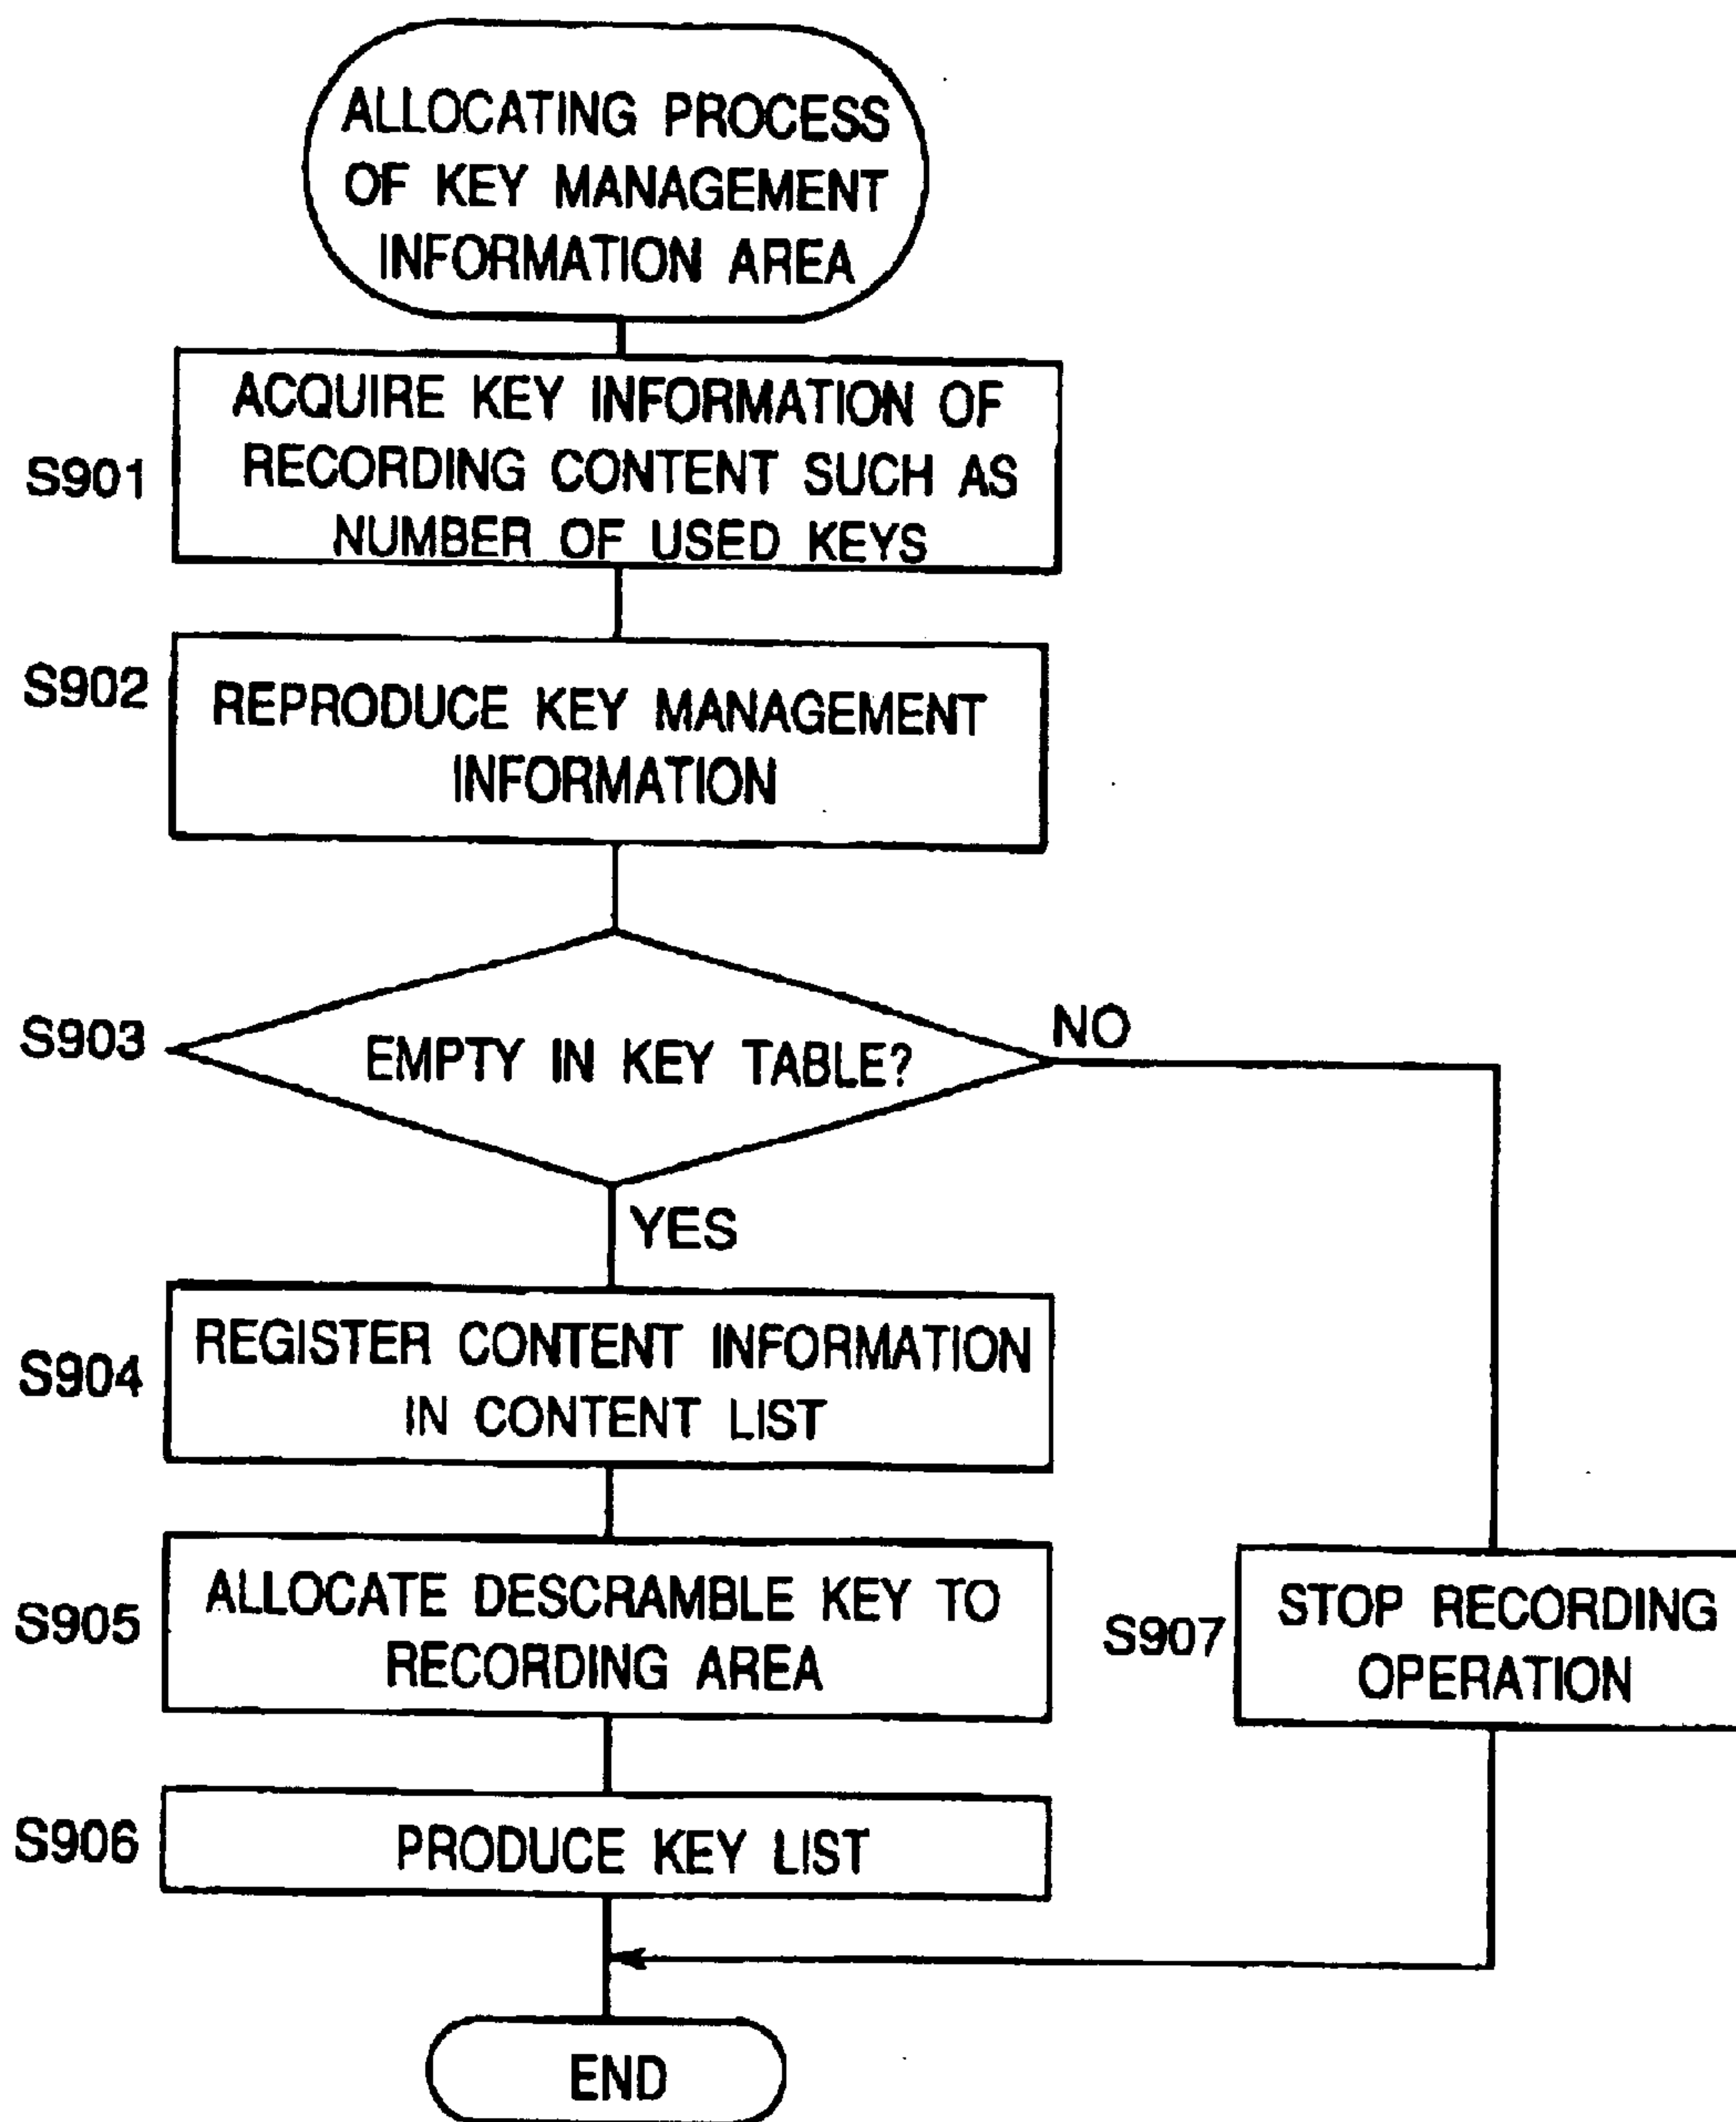 ALLOCATING PROCESS
OF KEY MANAGEMENT
INFORMATION AREA
S901
ACQUIRE KEY INFORMATION OF
RECORDING CONTENT SUCH AS
NUMBER OF USED KEYS
S902
REPRODUCE KEY MANAGEMENT
INFORMATION
S903
EMPTY IN KEY TABLE?
NO
YES
S904
REGISTER CONTENT INFORMATION
IN CONTENT LIST
S905
ALLOCATE DESCRAMBLE KEY TO
RECORDING AREA
S907
STOP RECORDING
OPERATION
S906
PRODUCE KEY LIST
END